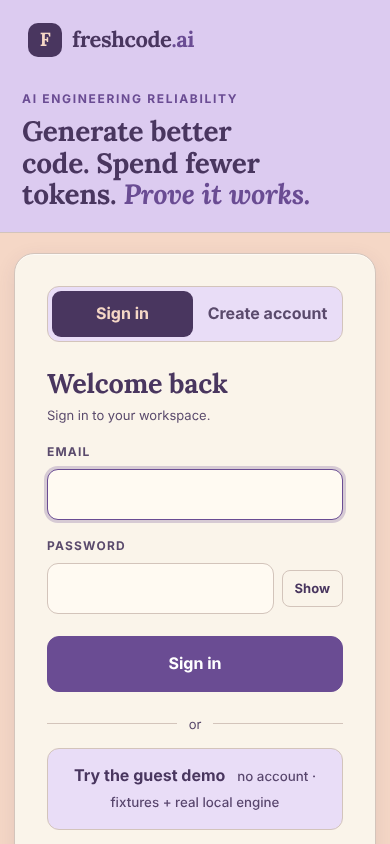 F freshcode.ai
AI ENGINEERING RELIABILITY
Generate better
code. Spend fewer
tokens. Prove it works.
Sign in Create account
Welcome back
Sign in to your workspace.
EMAIL
PASSWORD
Show
Sign in
or
Try the guest demo no account ·
fixtures + real local engine